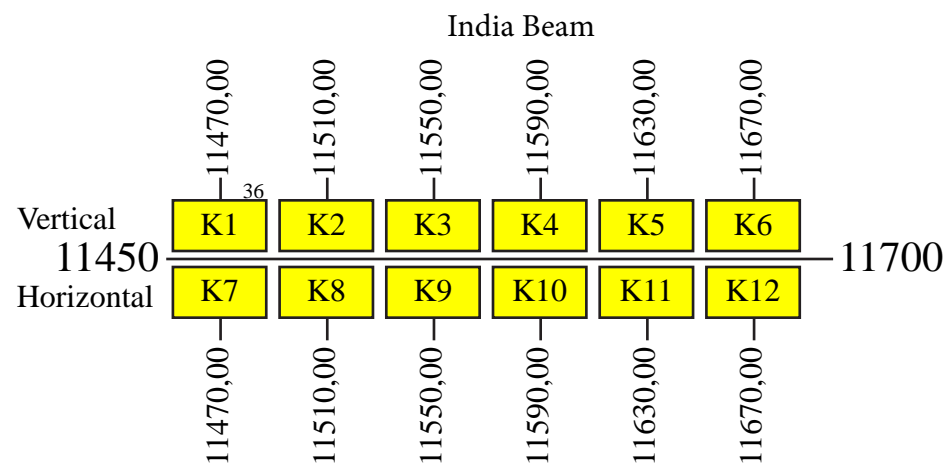 India Beam
11470,00 11510,00 11550,00 11590,00 11630,00 11670,00
36
Vertical K1 K2 K3 K4 K5 K6
11450 11700
Horizontal K7 K8 K9 K10 K11 K12
11470,00 11510,00 11550,00 11590,00 11630,00 11670,00